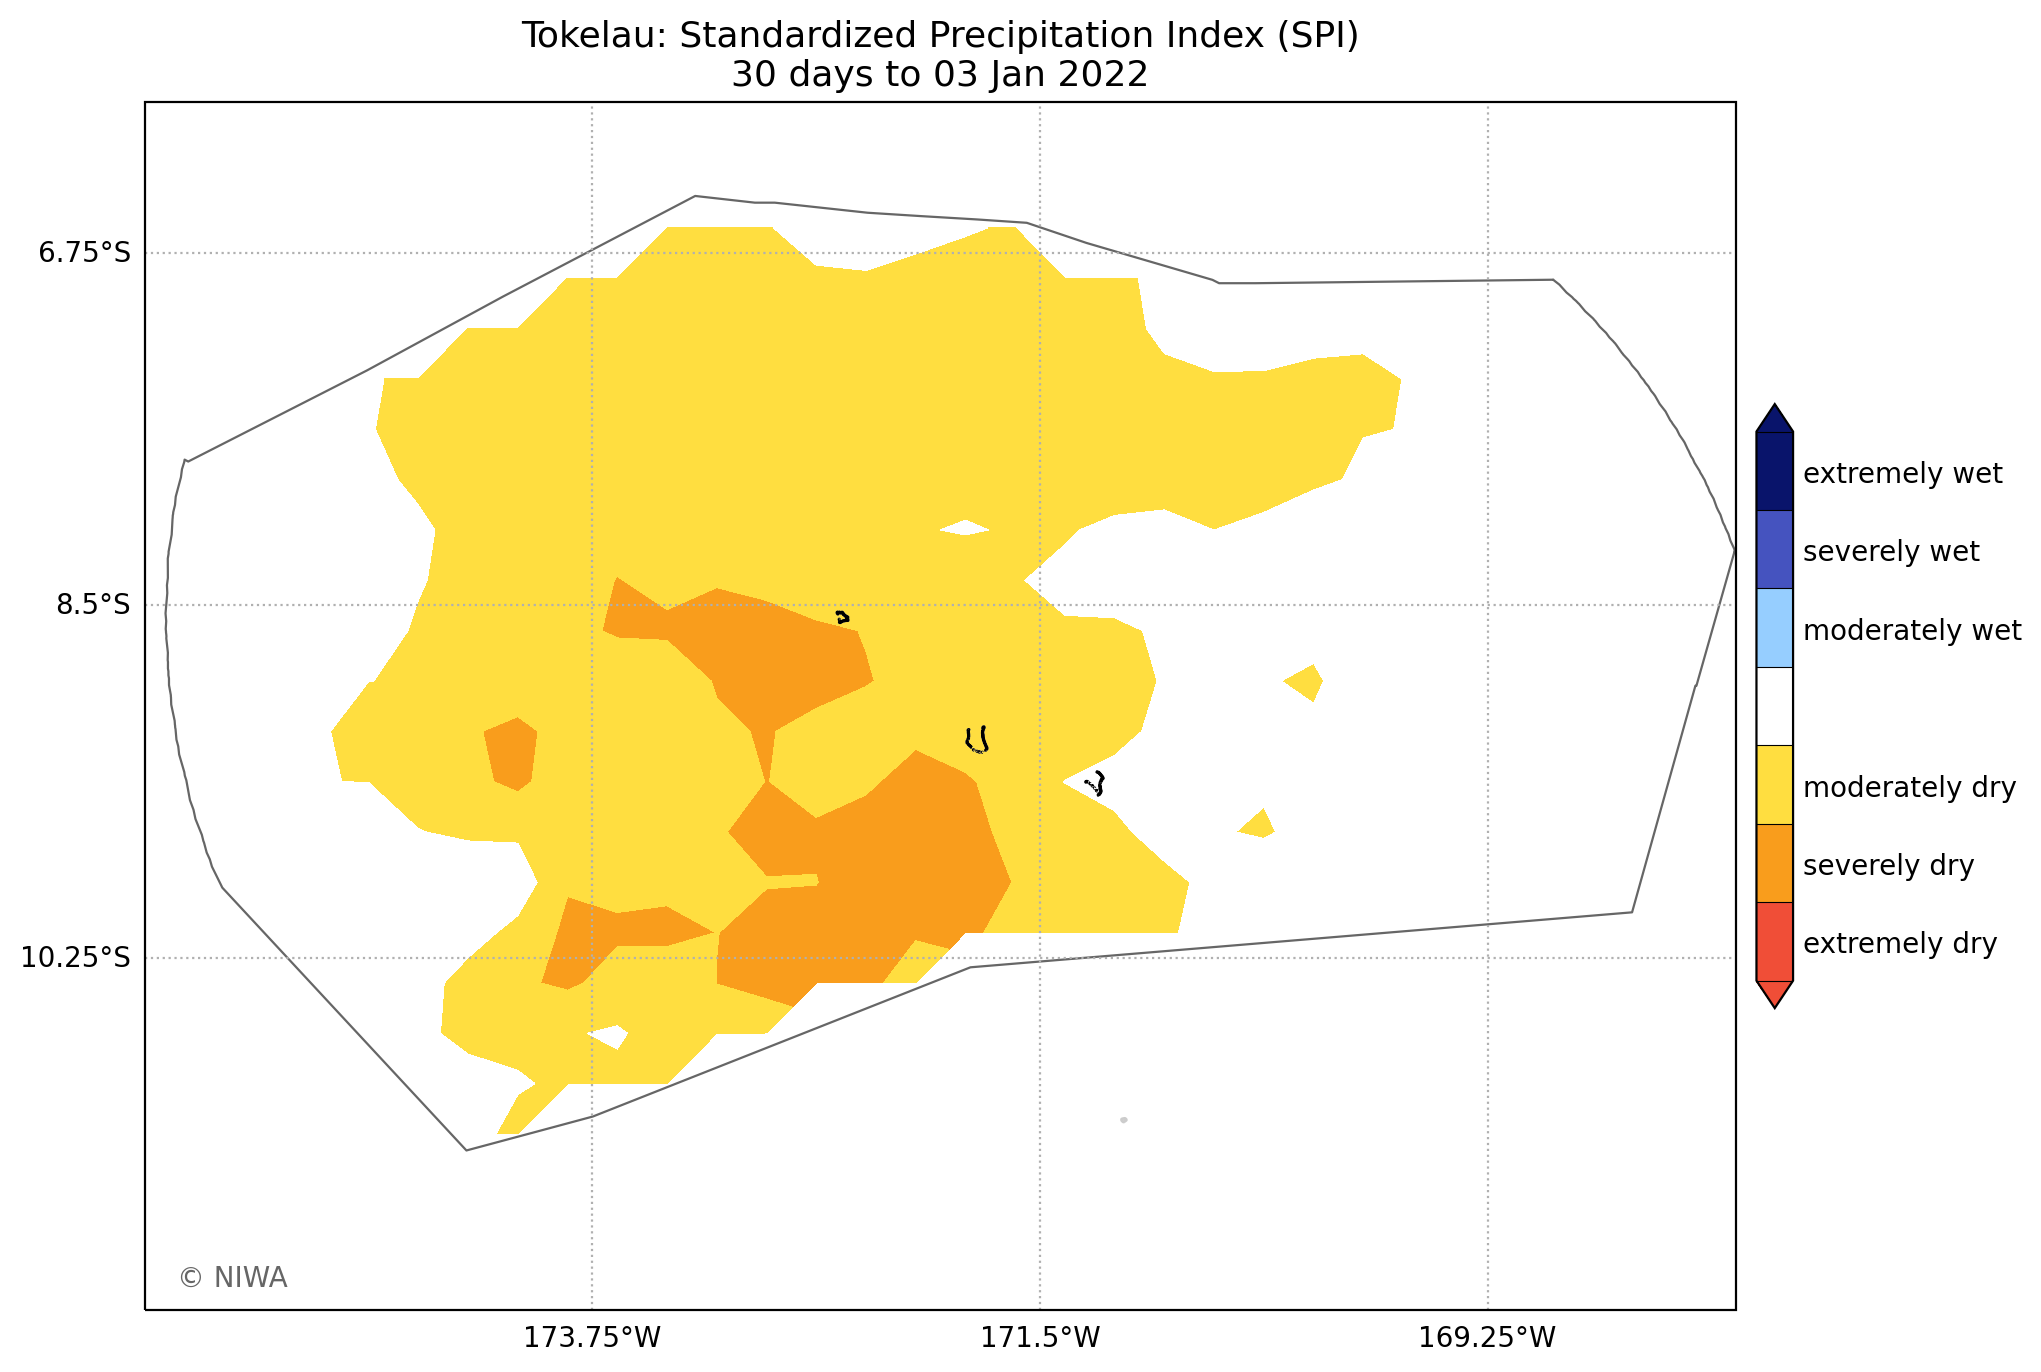 Tokelau: Standardized Precipitation Index (SPI)
30 days to 03 Jan 2022
6.75°S
8.5°S
10.25°S
173.75°W
171.5°W
169.25°W
extremely wet
severely wet
moderately wet
moderately dry
severely dry
extremely dry
© NIWA